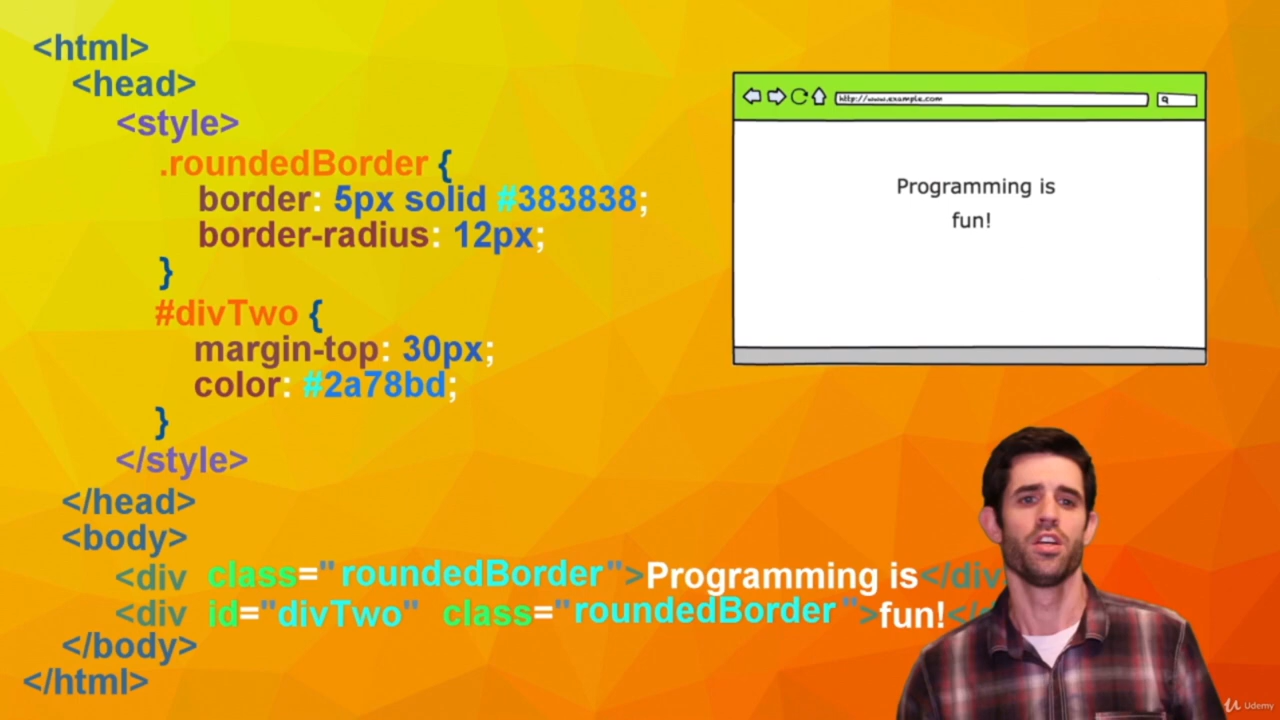 <html>
<head>
<style>
.roundedBorder {
border: 5px solid #383838;
border-radius: 12px;
}
#divTwo {
margin-top: 30px;
color: #2a78bd;
}
</style>
</head>
<body>
<div class="roundedBorder">Programming is</div
<div id="divTwo" class="roundedBorder">fun!</
</body>
</html>
http://www.example.com
Programming is
fun!
Udemy